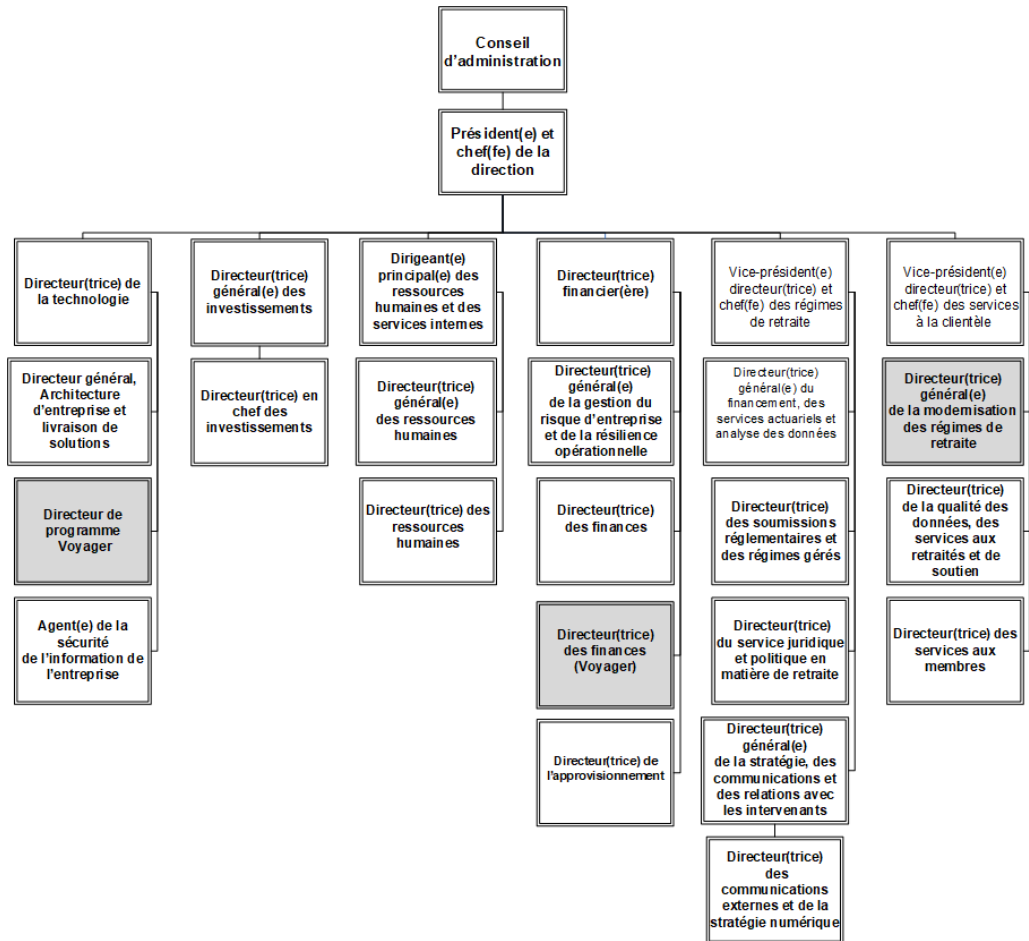 Conseil
d'administration
Président(e) et
chef(fe) de la
direction
Directeur(trice) de
la technologie
Directeur(trice)
général(e) des
investissements
Dirigeant(e)
principal(e) des
ressources
humaines et des
services internes
Directeur(trice)
financier(ère)
Vice-président(e)
directeur(trice) et
chef(fe) des régimes
de retraite
Vice-président(e)
directeur(trice) et
chef(fe) des services
à la clientèle
Directeur général,
Architecture
d'entreprise et
livraison de
solutions
Directeur(trice) en
chef des
investissements
Directeur(trice)
général(e)
des ressources
humaines
Directeur(trice)
général(e)
de la gestion du
risque d'entreprise
et de la résilience
opérationnelle
Directeur(trice)
général(e) du
financement, des
services actuariels et
analyse des données
Directeur(trice)
général(e)
de la modernisation
des régimes de
retraite
Directeur de
programme
Voyager
Directeur(trice) des
ressources
humaines
Directeur(trice)
des finances
Directeur(trice)
des soumissions
réglementaires et
des régimes gérés
Directeur(trice)
de la qualité des
données, des
services aux
retraités et de
soutien
Agent(e) de la
sécurité
de l'information de
l'entreprise
Directeur(trice)
des finances
(Voyager)
Directeur(trice)
du service juridique
et politique en
matière de retraite
Directeur(trice) des
services aux
membres
Directeur(trice) de
l'approvisionnement
Directeur(trice)
général(e)
de la stratégie, des
communications et
des relations avec
les intervenants
Directeur(trice)
des
communications
externes et de la
stratégie numérique